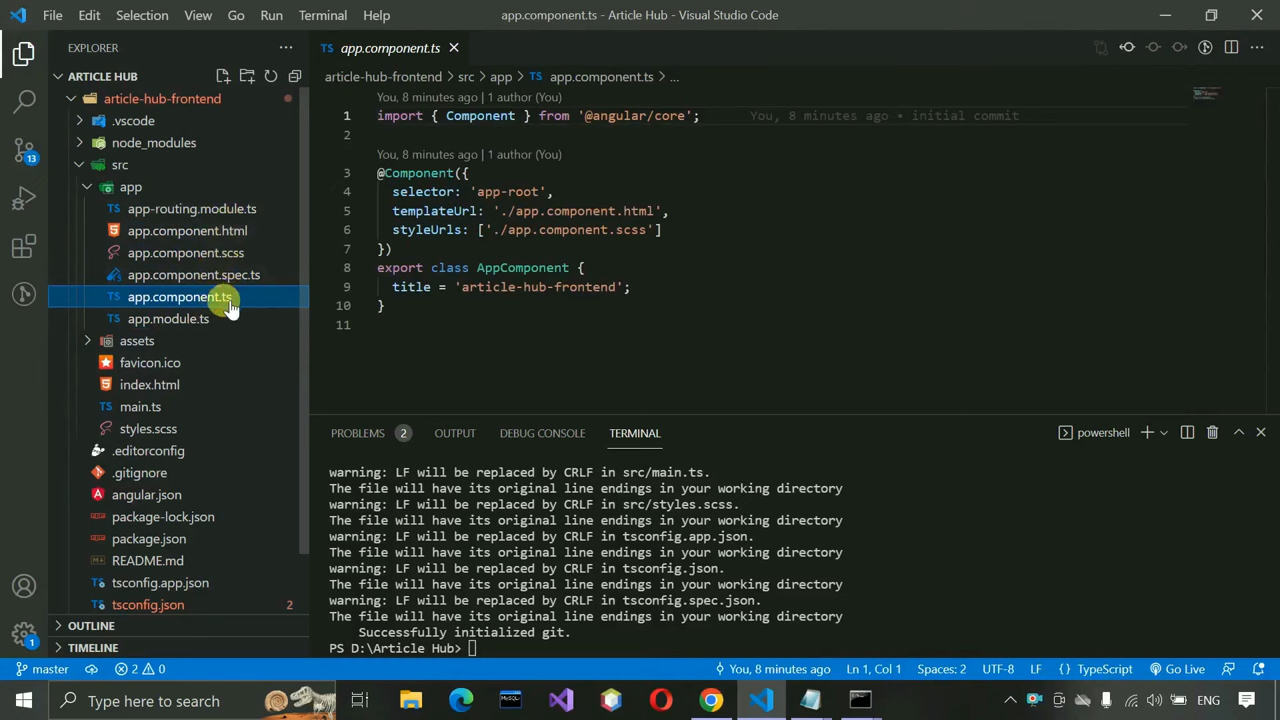 File Edit Selection View Go Run Terminal Help
app.component.ts - Article Hub - Visual Studio Code
EXPLORER
ARTICLE HUB
article-hub-frontend
.vscode
node_modules
src
app
TS app-routing.module.ts
app.component.html
app.component.scss
app.component.spec.ts
TS app.component.ts
TS app.module.ts
assets
favicon.ico
index.html
TS main.ts
styles.scss
.editorconfig
.gitignore
angular.json
package-lock.json
package.json
README.md
tsconfig.app.json
tsconfig.json 2
OUTLINE
TIMELINE
13
1
TS app.component.ts
article-hub-frontend > src > app > TS app.component.ts > ...
You, 8 minutes ago | 1 author (You)
1 import { Component } from '@angular/core'; You, 8 minutes ago • initial commit
2
You, 8 minutes ago | 1 author (You)
3 @Component({
4 selector: 'app-root',
5 templateUrl: './app.component.html',
6 styleUrls: ['./app.component.scss']
7 })
8 export class AppComponent {
9 title = 'article-hub-frontend';
10 }
11
PROBLEMS 2 OUTPUT DEBUG CONSOLE TERMINAL powershell
warning: LF will be replaced by CRLF in src/main.ts.
The file will have its original line endings in your working directory
warning: LF will be replaced by CRLF in src/styles.scss.
The file will have its original line endings in your working directory
warning: LF will be replaced by CRLF in tsconfig.app.json.
The file will have its original line endings in your working directory
warning: LF will be replaced by CRLF in tsconfig.json.
The file will have its original line endings in your working directory
warning: LF will be replaced by CRLF in tsconfig.spec.json.
The file will have its original line endings in your working directory
Successfully initialized git.
PS D:\Article Hub>
master 2 0 You, 8 minutes ago Ln 1, Col 1 Spaces: 2 UTF-8 LF { } TypeScript Go Live
Type here to search MySQL ENG